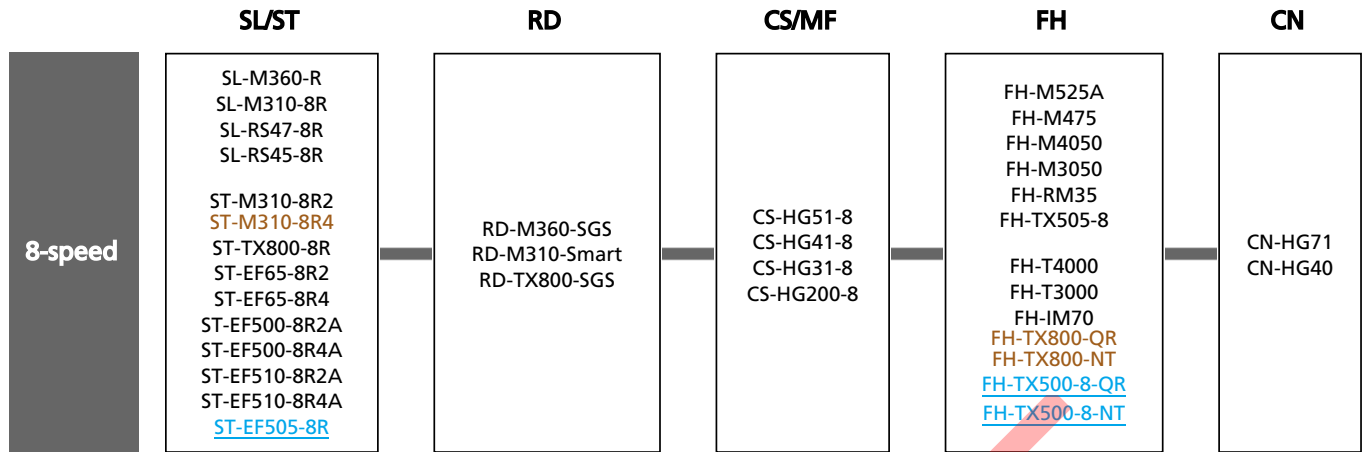 SL/ST
RD
CS/MF
FH
CN
8-speed
SL-M360-R
SL-M310-8R
SL-RS47-8R
SL-RS45-8R
ST-M310-8R2
ST-M310-8R4
ST-TX800-8R
ST-EF65-8R2
ST-EF65-8R4
ST-EF500-8R2A
ST-EF500-8R4A
ST-EF510-8R2A
ST-EF510-8R4A
ST-EF505-8R
RD-M360-SGS
RD-M310-Smart
RD-TX800-SGS
CS-HG51-8
CS-HG41-8
CS-HG31-8
CS-HG200-8
FH-M525A
FH-M475
FH-M4050
FH-M3050
FH-RM35
FH-TX505-8
FH-T4000
FH-T3000
FH-IM70
FH-TX800-QR
FH-TX800-NT
FH-TX500-8-QR
FH-TX500-8-NT
CN-HG71
CN-HG40